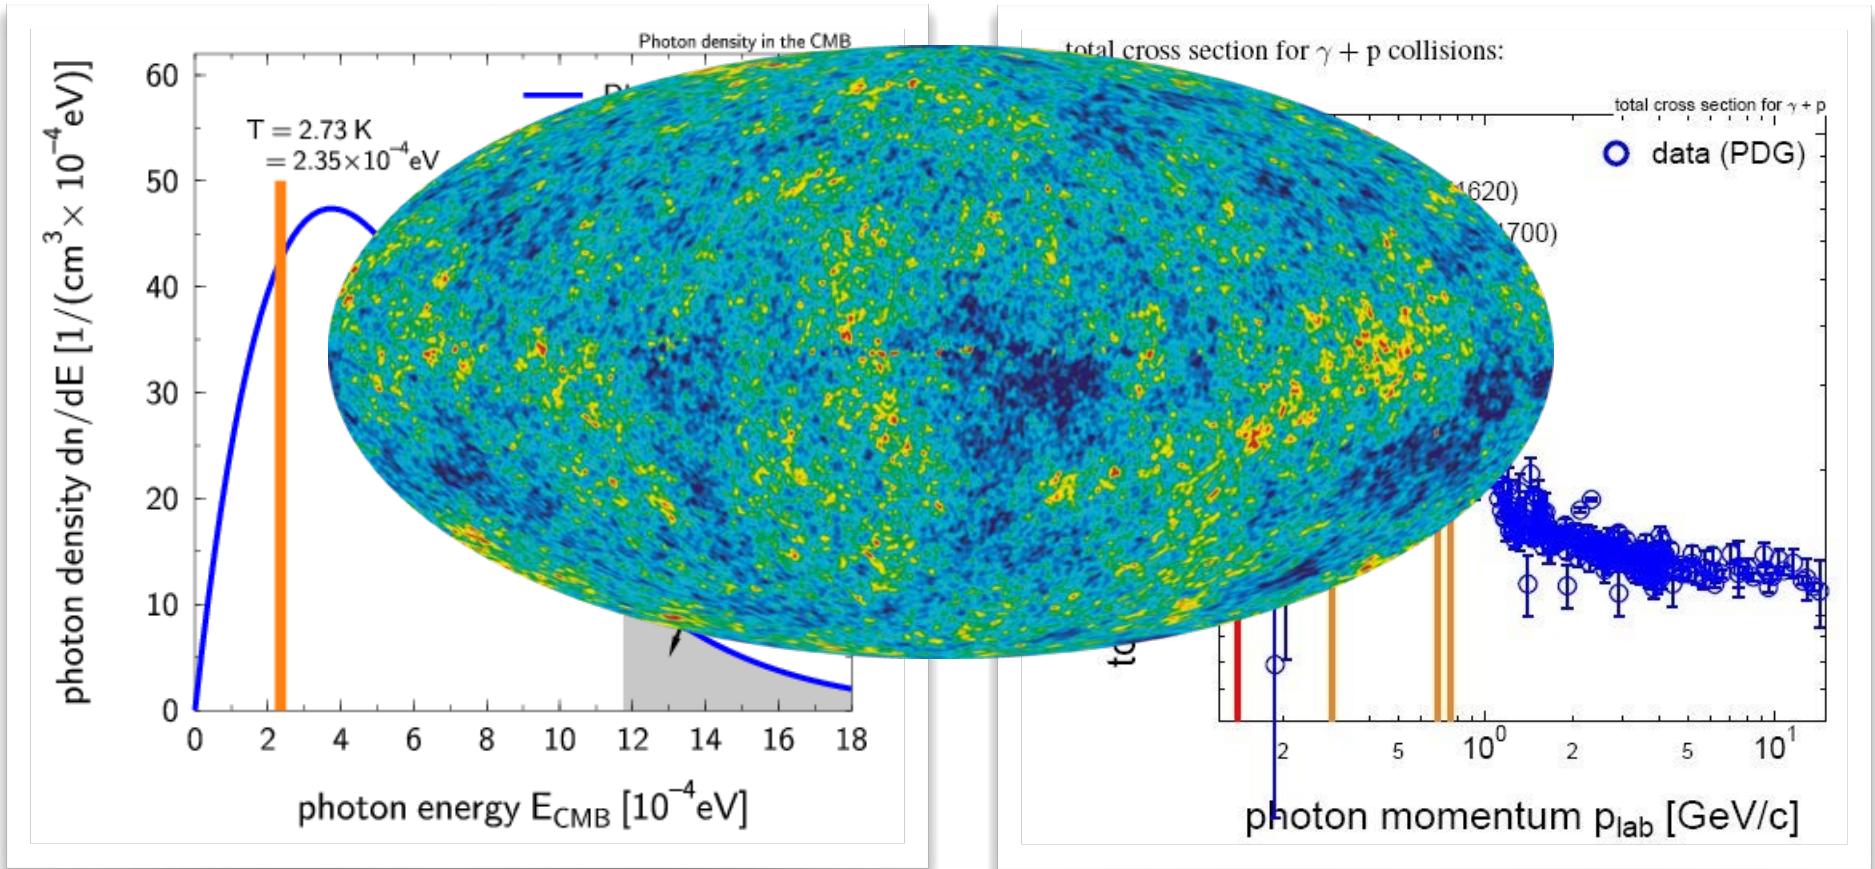 Photon density in the CMB
photon density dn/dE [1/(cm³ × 10⁻⁴eV)]
60
50
40
30
20
10
0
T = 2.73 K
= 2.35×10⁻⁴eV
0 2 4 6 8 10 12 14 16 18
photon energy E_CMB [10⁻⁴eV]
total cross section for γ + p collisions:
total cross section for γ + p
data (PDG)
1620)
1700)
2 5 10⁰ 2 5 10¹
photon momentum p_lab [GeV/c]